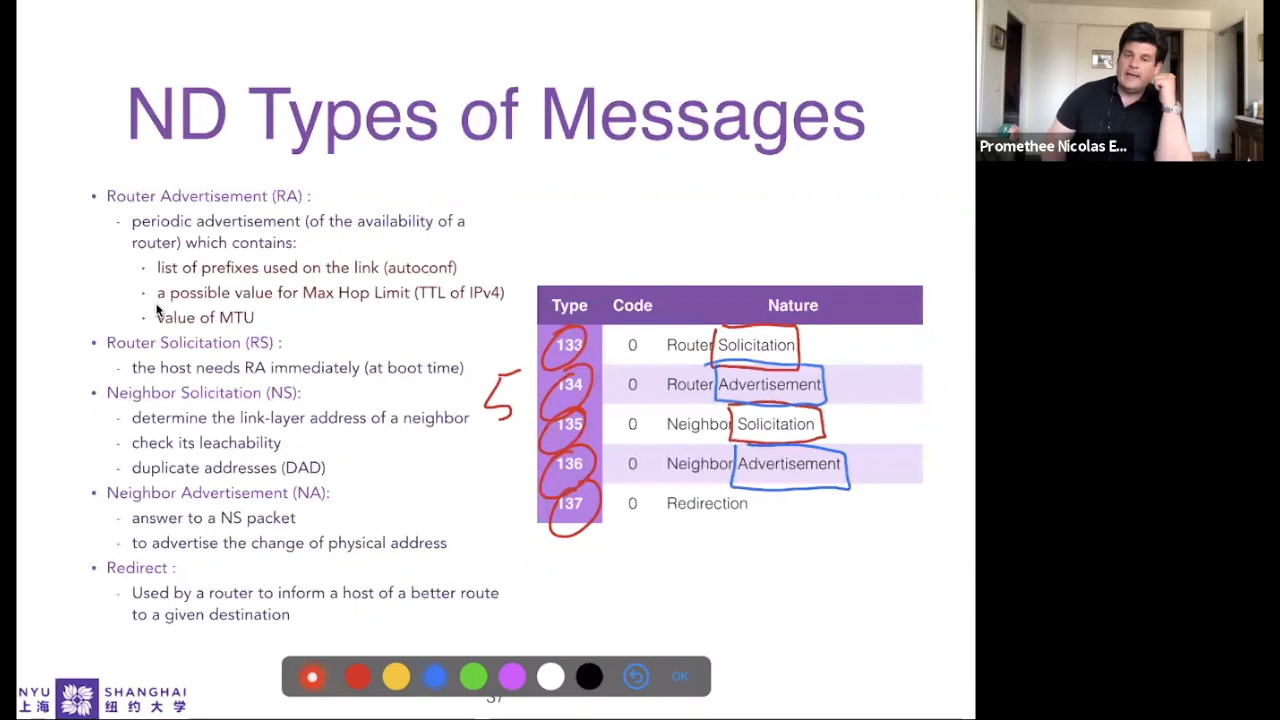 ND Types of Messages
• Router Advertisement (RA) :
- periodic advertisement (of the availability of a
router) which contains:
· list of prefixes used on the link (autoconf)
· a possible value for Max Hop Limit (TTL of IPv4)
· value of MTU
• Router Solicitation (RS) :
- the host needs RA immediately (at boot time)
• Neighbor Solicitation (NS):
- determine the link-layer address of a neighbor
- check its leachability
- duplicate addresses (DAD)
• Neighbor Advertisement (NA):
- answer to a NS packet
- to advertise the change of physical address
• Redirect :
- Used by a router to inform a host of a better route
to a given destination
5
Type Code Nature
133 0 Router Solicitation
134 0 Router Advertisement
135 0 Neighbor Solicitation
136 0 Neighbor Advertisement
137 0 Redirection
Promethee Nicolas E...
OK
37
NYU SHANGHAI
上海 纽约大学